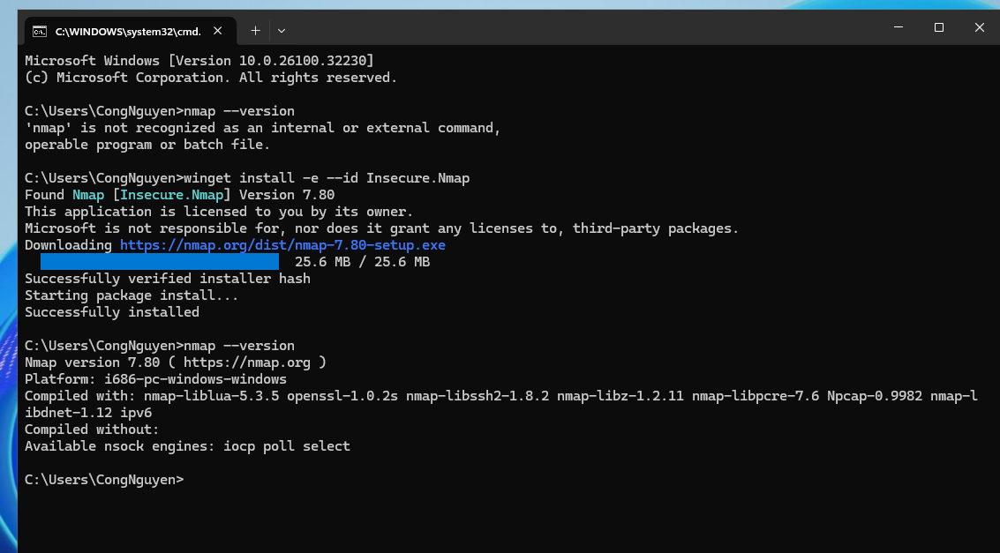 C:\WINDOWS\system32\cmd.
Microsoft Windows [Version 10.0.26100.32230]
(c) Microsoft Corporation. All rights reserved.
C:\Users\CongNguyen>nmap --version
'nmap' is not recognized as an internal or external command,
operable program or batch file.
C:\Users\CongNguyen>winget install -e --id Insecure.Nmap
Found Nmap [Insecure.Nmap] Version 7.80
This application is licensed to you by its owner.
Microsoft is not responsible for, nor does it grant any licenses to, third-party packages.
Downloading https://nmap.org/dist/nmap-7.80-setup.exe
25.6 MB / 25.6 MB
Successfully verified installer hash
Starting package install...
Successfully installed
C:\Users\CongNguyen>nmap --version
Nmap version 7.80 ( https://nmap.org )
Platform: i686-pc-windows-windows
Compiled with: nmap-liblua-5.3.5 openssl-1.0.2s nmap-libssh2-1.8.2 nmap-libz-1.2.11 nmap-libpcre-7.6 Npcap-0.9982 nmap-l
ibdnet-1.12 ipv6
Compiled without:
Available nsock engines: iocp poll select
C:\Users\CongNguyen>